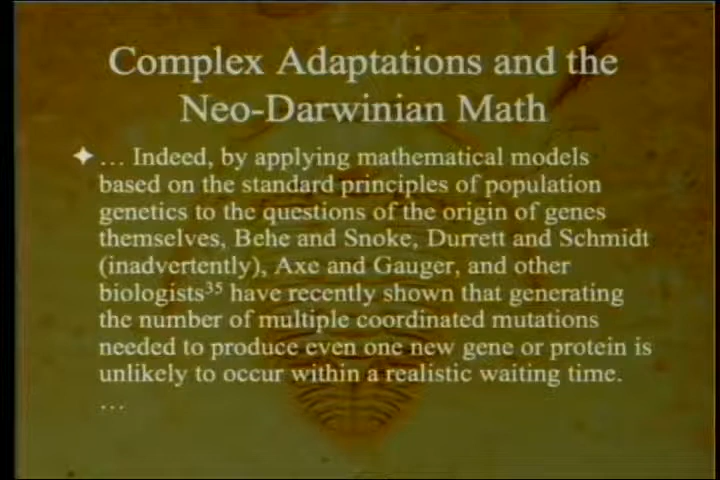 Complex Adaptations and the
Neo-Darwinian Math
… Indeed, by applying mathematical models
based on the standard principles of population
genetics to the questions of the origin of genes
themselves, Behe and Snoke, Durrett and Schmidt
(inadvertently), Axe and Gauger, and other
biologists³⁵ have recently shown that generating
the number of multiple coordinated mutations
needed to produce even one new gene or protein is
unlikely to occur within a realistic waiting time.
…